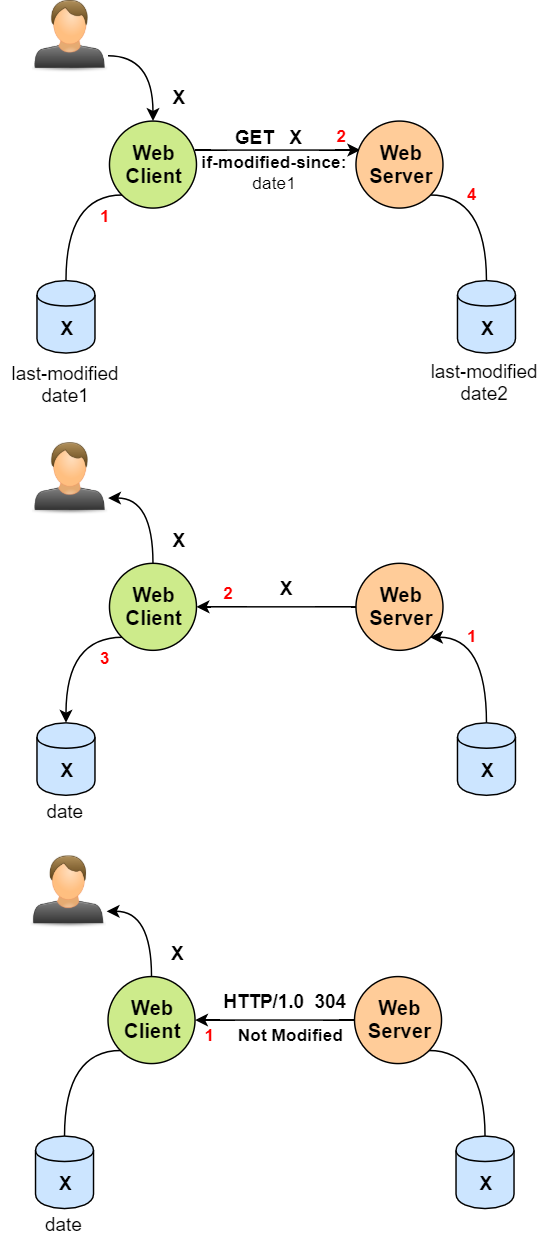 X
GET X 2
Web
Client
if-modified-since:
date1
Web
Server
1
4
X
X
last-modified
date1
last-modified
date2
X
Web
Client
2
X
Web
Server
3
1
X
X
date
X
Web
Client
HTTP/1.0 304
1
Not Modified
Web
Server
X
X
date